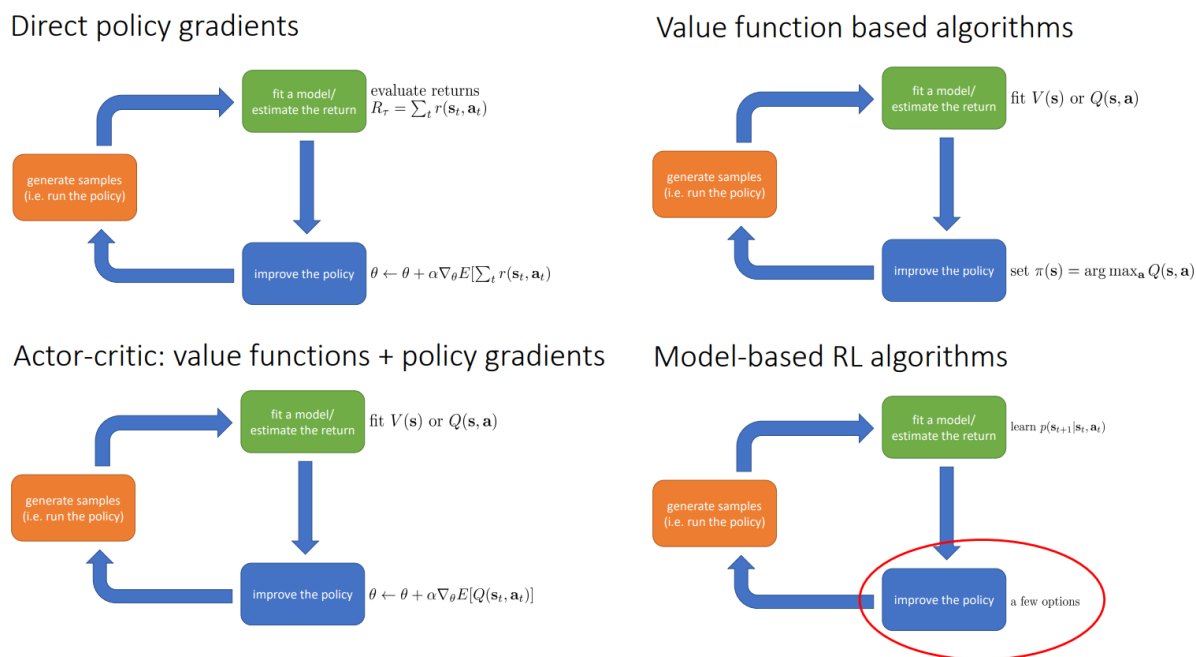 Direct policy gradients
fit a model/
estimate the return
evaluate returns
R_τ = ∑_t r(s_t, a_t)
generate samples
(i.e. run the policy)
improve the policy
θ ← θ + α∇_θ E[∑_t r(s_t, a_t)
Value function based algorithms
fit a model/
estimate the return
fit V(s) or Q(s, a)
generate samples
(i.e. run the policy)
improve the policy
set π(s) = arg max_a Q(s, a)
Actor-critic: value functions + policy gradients
fit a model/
estimate the return
fit V(s) or Q(s, a)
generate samples
(i.e. run the policy)
improve the policy
θ ← θ + α∇_θ E[Q(s_t, a_t)]
Model-based RL algorithms
fit a model/
estimate the return
learn p(s_{t+1}|s_t, a_t)
generate samples
(i.e. run the policy)
improve the policy
a few options